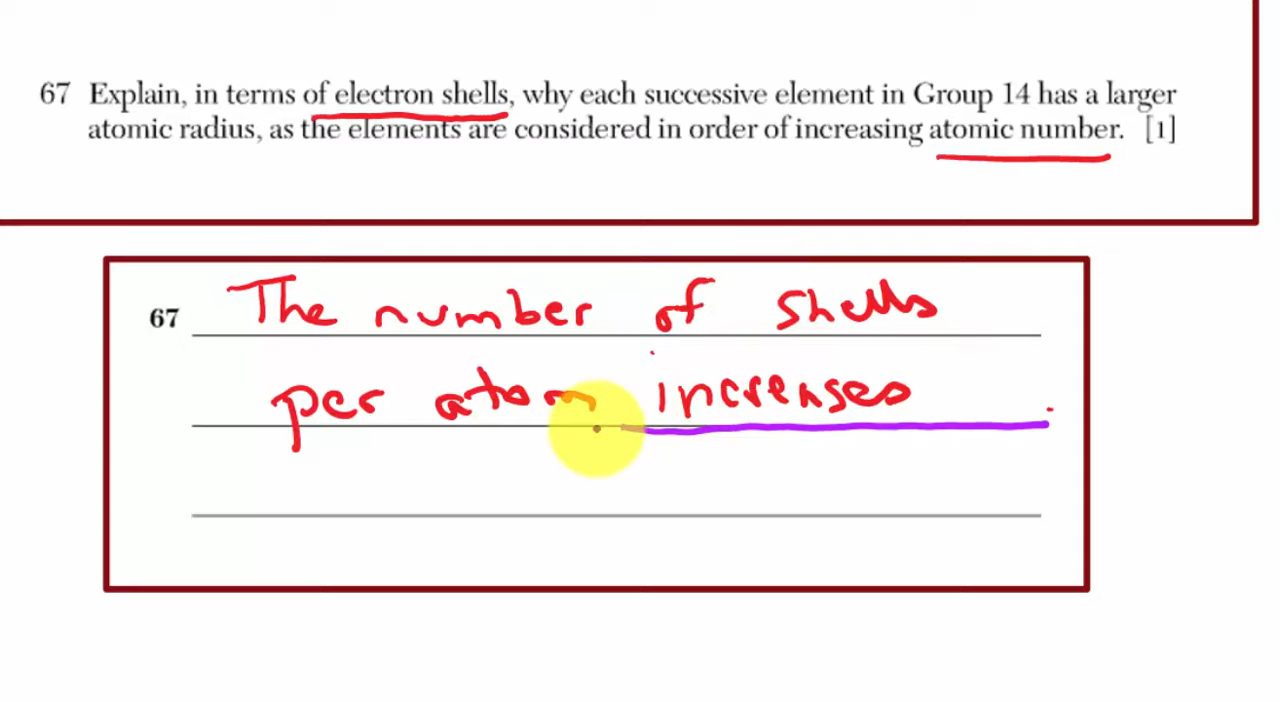 67 Explain, in terms of electron shells, why each successive element in Group 14 has a larger
atomic radius, as the elements are considered in order of increasing atomic number. [1]
67 The number of shells
per atom increases.